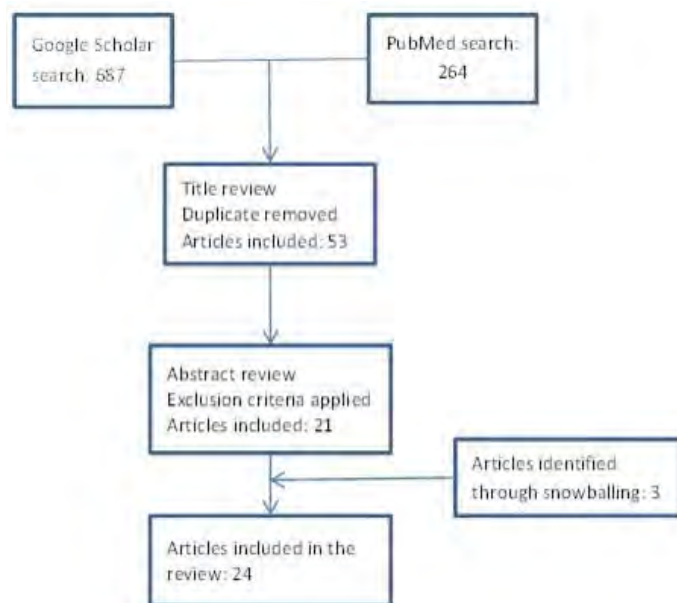 Google Scholar
search: 687
PubMed search:
264
Title review
Duplicate removed
Articles included: 53
Abstract review
Exclusion criteria applied
Articles included: 21
Articles identified
through snowballing: 3
Articles included in the
review: 24